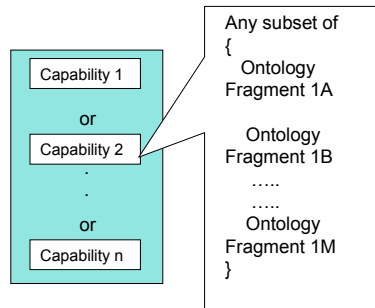 Capability 1
or
Capability 2
.
.
or
Capability n
Any subset of
{
Ontology
Fragment 1A
Ontology
Fragment 1B
…..
…..
Ontology
Fragment 1M
}